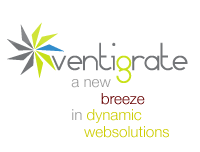 ventigrate
a new
breeze
in dynamic
websolutions